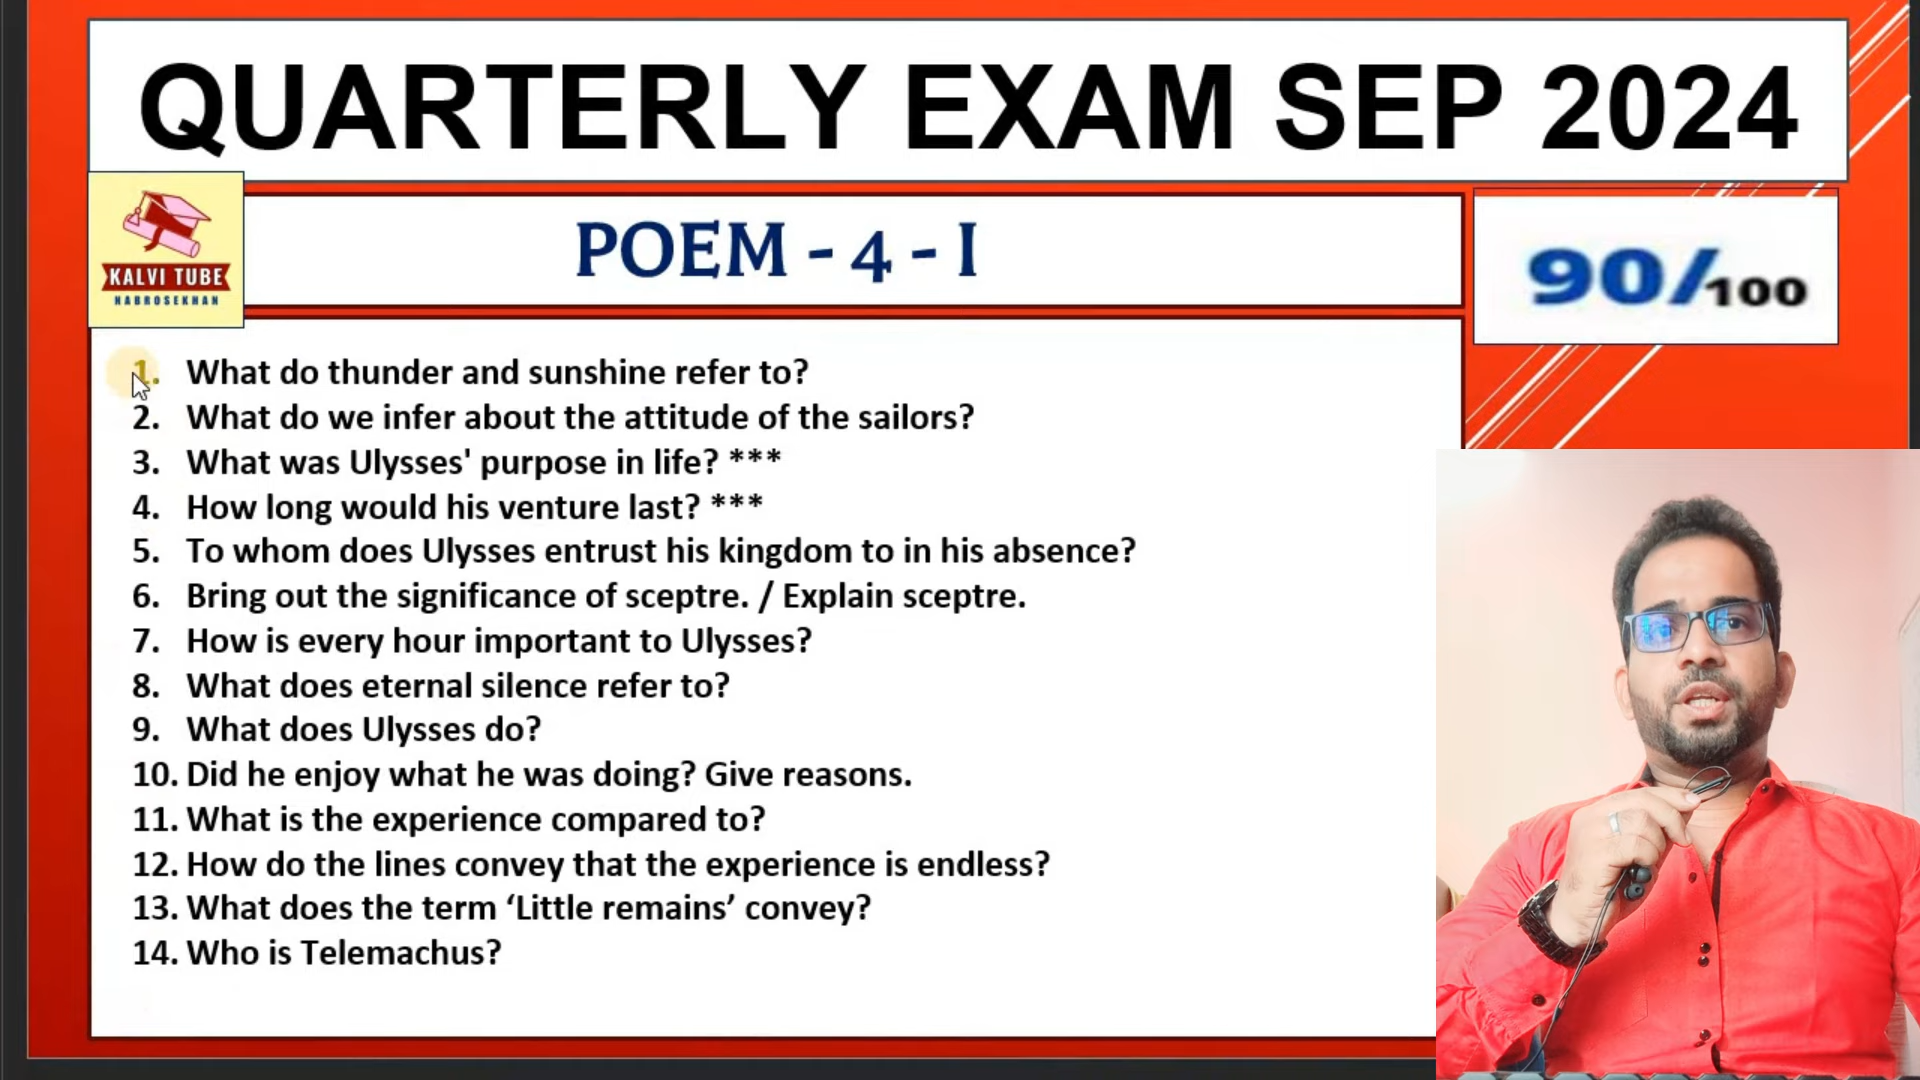 QUARTERLY EXAM SEP 2024
KALVI TUBE
NABROSEKHAN
POEM - 4 - I
90/100
1. What do thunder and sunshine refer to?
2. What do we infer about the attitude of the sailors?
3. What was Ulysses' purpose in life? ***
4. How long would his venture last? ***
5. To whom does Ulysses entrust his kingdom to in his absence?
6. Bring out the significance of sceptre. / Explain sceptre.
7. How is every hour important to Ulysses?
8. What does eternal silence refer to?
9. What does Ulysses do?
10. Did he enjoy what he was doing? Give reasons.
11. What is the experience compared to?
12. How do the lines convey that the experience is endless?
13. What does the term ‘Little remains’ convey?
14. Who is Telemachus?